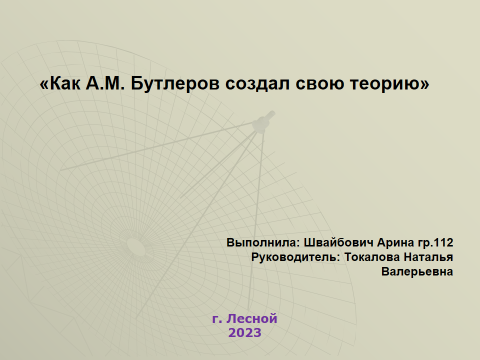 «Как А.М. Бутлеров создал свою теорию»
Выполнила: Швайбович Арина гр.112
Руководитель: Токалова Наталья
Валерьевна
г. Лесной
2023